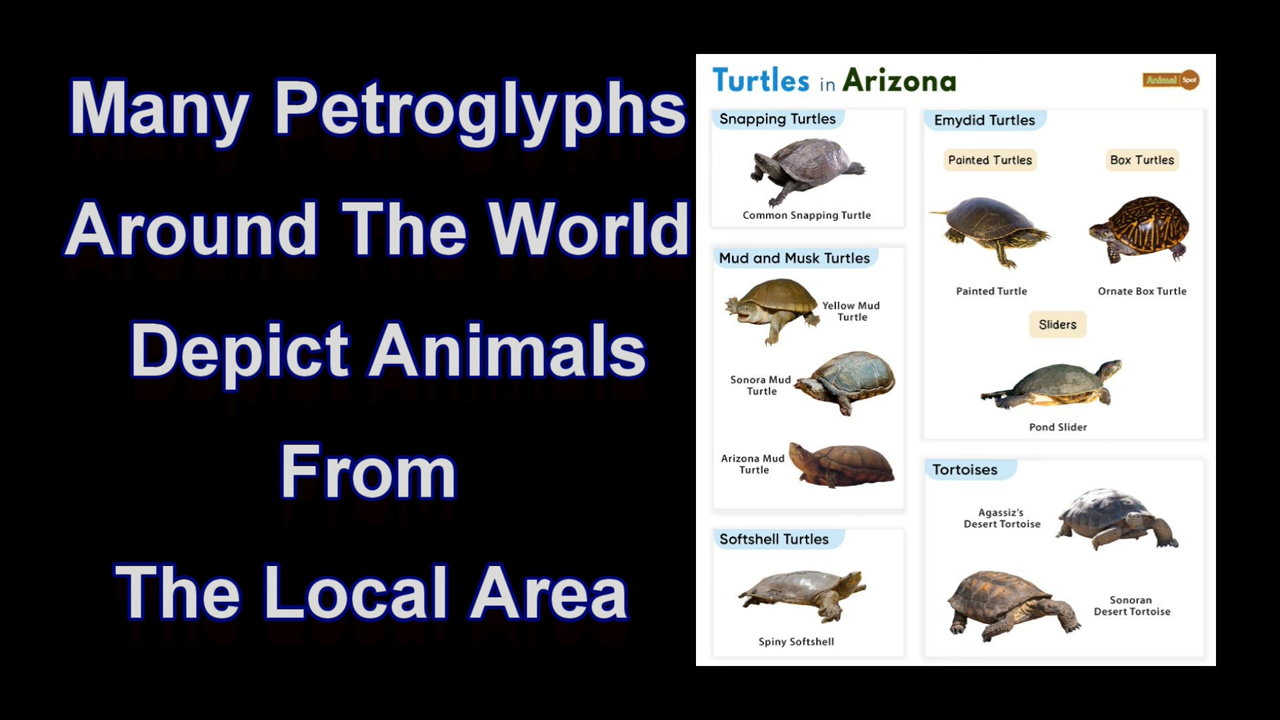 Many Petroglyphs
Around The World
Depict Animals
From
The Local Area
Turtles in Arizona
Animal Spot
Snapping Turtles
Common Snapping Turtle
Mud and Musk Turtles
Yellow Mud
Turtle
Sonora Mud
Turtle
Arizona Mud
Turtle
Softshell Turtles
Spiny Softshell
Emydid Turtles
Painted Turtles
Box Turtles
Painted Turtle
Ornate Box Turtle
Sliders
Pond Slider
Tortoises
Agassiz's
Desert Tortoise
Sonoran
Desert Tortoise